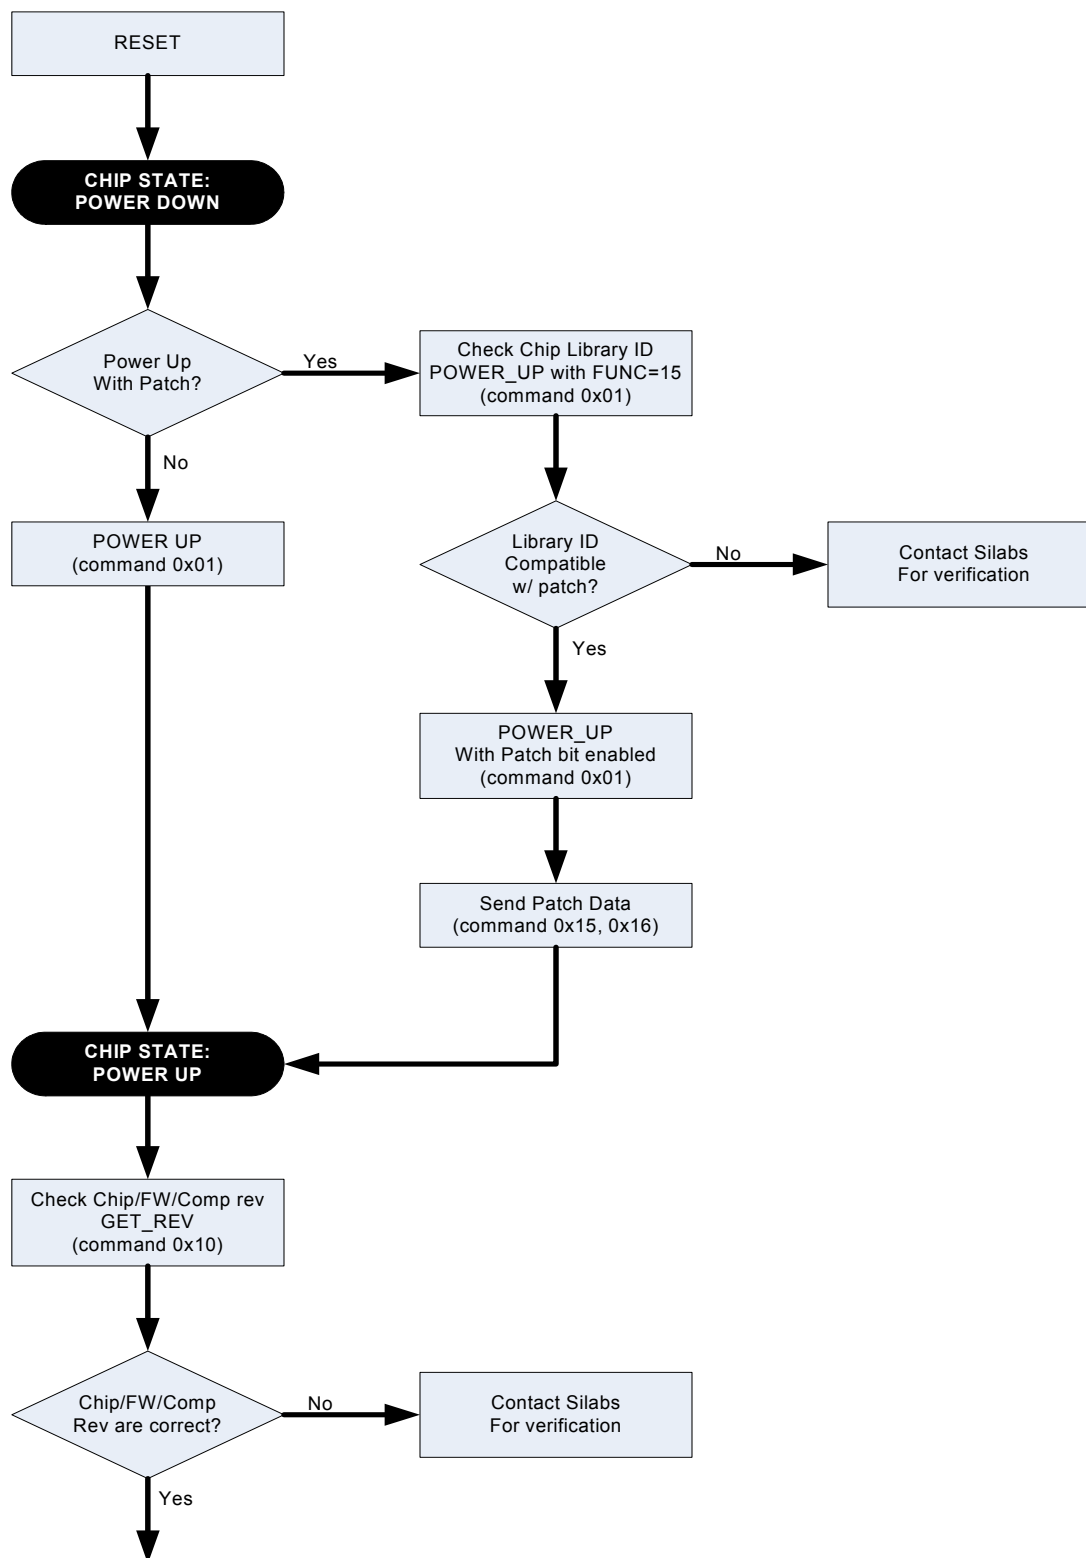 RESET
CHIP STATE:
POWER DOWN
Power Up
With Patch?
Yes
Check Chip Library ID
POWER_UP with FUNC=15
(command 0x01)
No
POWER UP
(command 0x01)
Library ID
Compatible
w/ patch?
No
Contact Silabs
For verification
Yes
POWER_UP
With Patch bit enabled
(command 0x01)
Send Patch Data
(command 0x15, 0x16)
CHIP STATE:
POWER UP
Check Chip/FW/Comp rev
GET_REV
(command 0x10)
Chip/FW/Comp
Rev are correct?
No
Contact Silabs
For verification
Yes